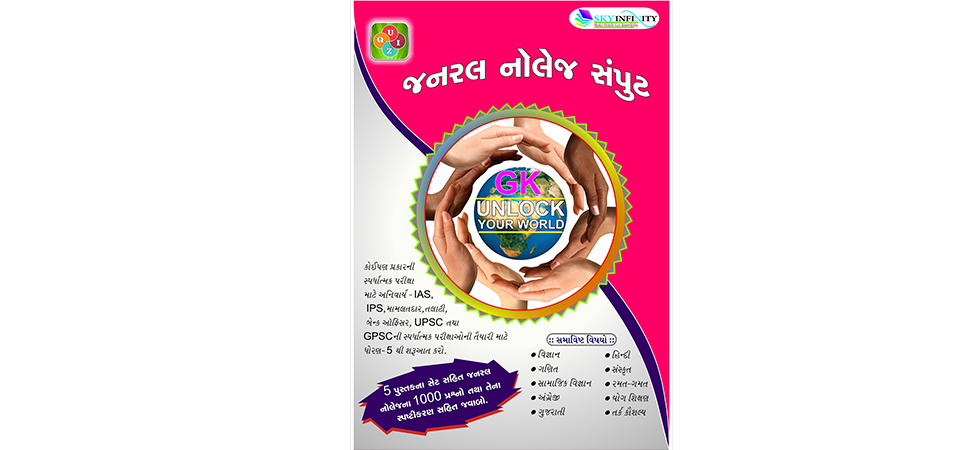 QUIZ
SKYINFINITY
જનરલ નોલેજ સંપુટ
GK
UNLOCK
YOUR WORLD
કોઈપણ પ્રકારની
સ્પર્ધાત્મક પરીક્ષા
માટે અનિવાર્ય - IAS,
IPS,મામલતદાર,તલાટી,
બેન્ક ઓફિસર, UPSC તથા
GPSCની સ્પર્ધાત્મક પરીક્ષાઓની તૈયારી માટે
ધોરણ-5 થી શરૂઆત કરો.
5 પુસ્તકના સેટ સહિત જનરલ
નોલેજના 1000 પ્રશ્નો તથા તેના
સ્પષ્ટીકરણ સહિત જવાબો.
:: સમાવિષ્ટ વિષયો ::
• વિજ્ઞાન
• ગણિત
• સામાજિક વિજ્ઞાન
• અંગ્રેજી
• ગુજરાતી
• હિન્દી
• સંસ્કૃત
• રમત-ગમત
• યોગ શિક્ષણ
• તર્ક કૌશલ્ય